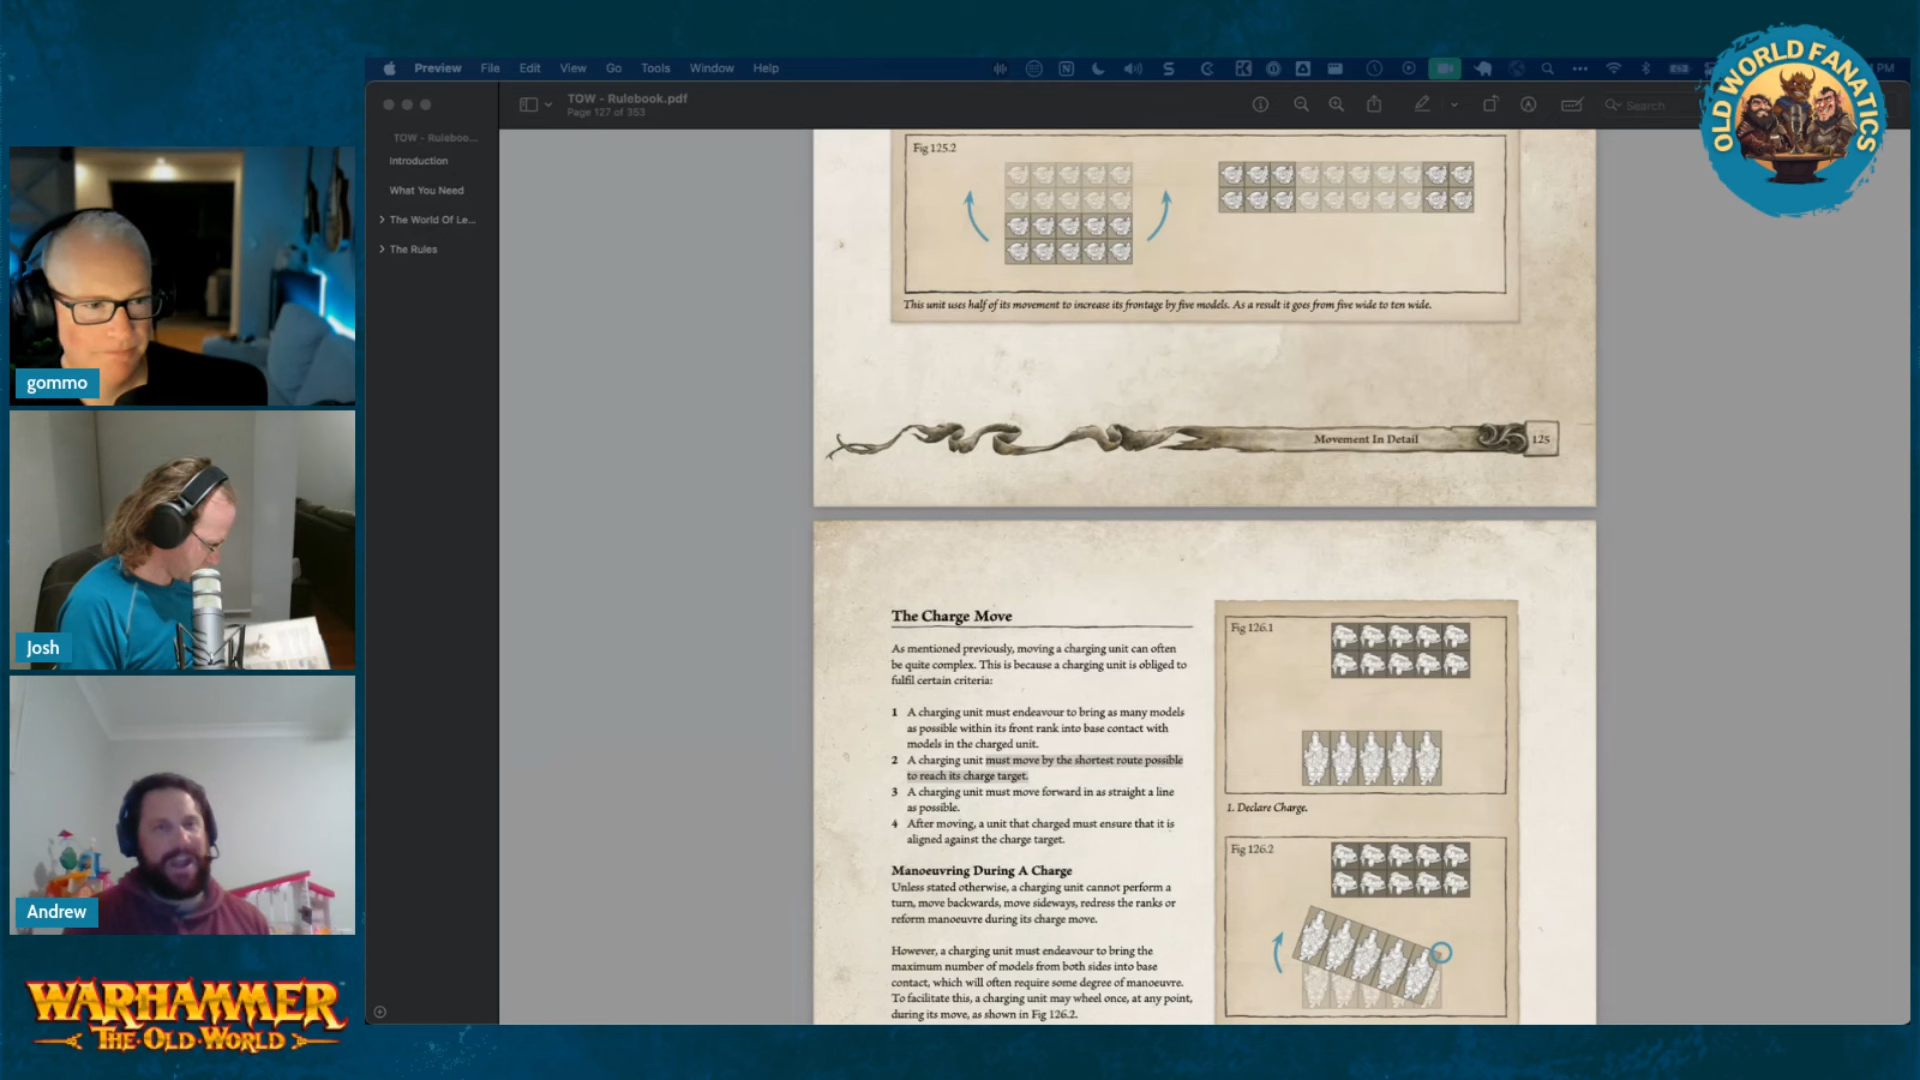 Preview File Edit View Go Tools Window Help
PM
TOW - Rulebook.pdf
Page 127 of 353
Search
OLD WORLD FANATICS
TOW - Ruleboo...
Introduction
What You Need
The World Of Le...
The Rules
gommo
Josh
Andrew
WARHAMMER
THE OLD WORLD
Fig 125.2
This unit uses half of its movement to increase its frontage by five models. As a result it goes from five wide to ten wide.
Movement In Detail
125
The Charge Move
As mentioned previously, moving a charging unit can often
be quite complex. This is because a charging unit is obliged to
fulfil certain criteria:
1 A charging unit must endeavour to bring as many models
as possible within its front rank into base contact with
models in the charged unit.
2 A charging unit must move by the shortest route possible
to reach its charge target.
3 A charging unit must move forward in as straight a line
as possible.
4 After moving, a unit that charged must ensure that it is
aligned against the charge target.
Manoeuvring During A Charge
Unless stated otherwise, a charging unit cannot perform a
turn, move backwards, move sideways, redress the ranks or
reform manoeuvre during its charge move.
However, a charging unit must endeavour to bring the
maximum number of models from both sides into base
contact, which will often require some degree of manoeuvre.
To facilitate this, a charging unit may wheel once, at any point,
during its move, as shown in Fig 126.2.
Fig 126.1
1. Declare Charge.
Fig 126.2